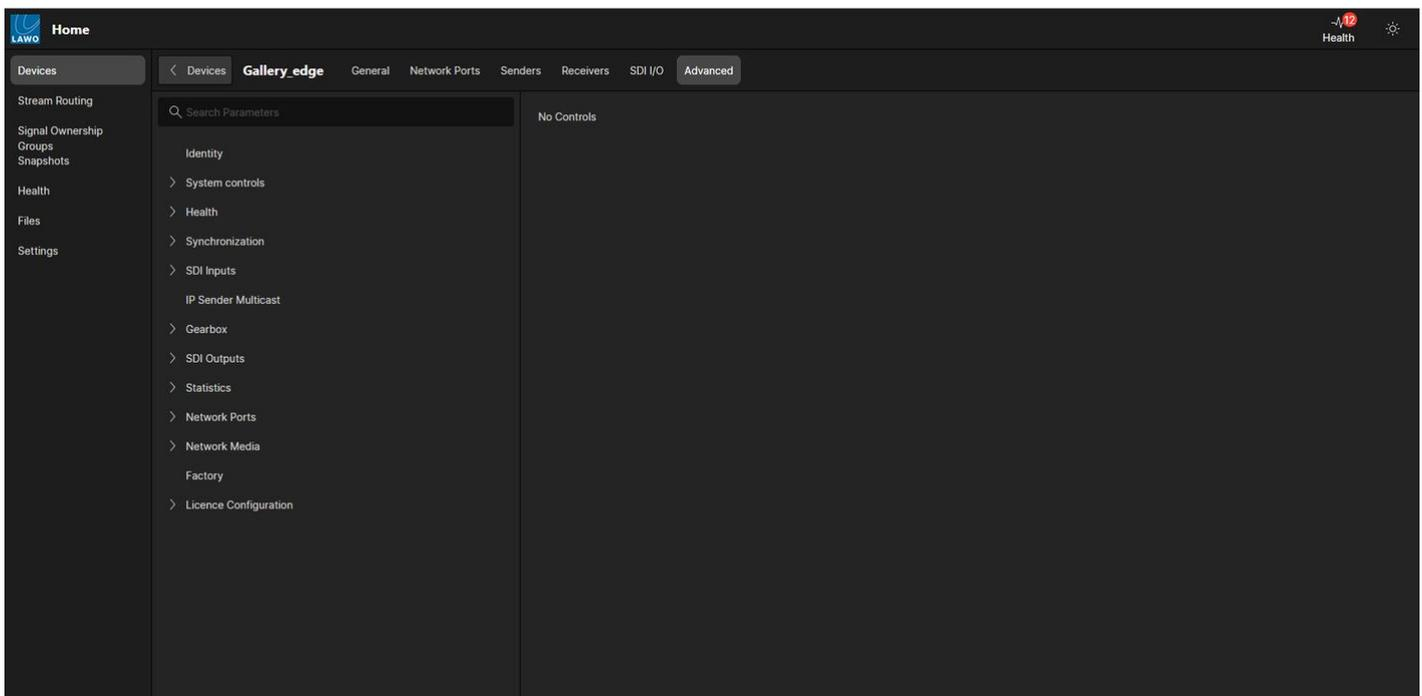 LAWO
Home
12
Health
Devices
Stream Routing
Signal Ownership
Groups
Snapshots
Health
Files
Settings
Devices Gallery_edge General Network Ports Senders Receivers SDI I/O Advanced
Search Parameters
Identity
System controls
Health
Synchronization
SDI Inputs
IP Sender Multicast
Gearbox
SDI Outputs
Statistics
Network Ports
Network Media
Factory
Licence Configuration
No Controls